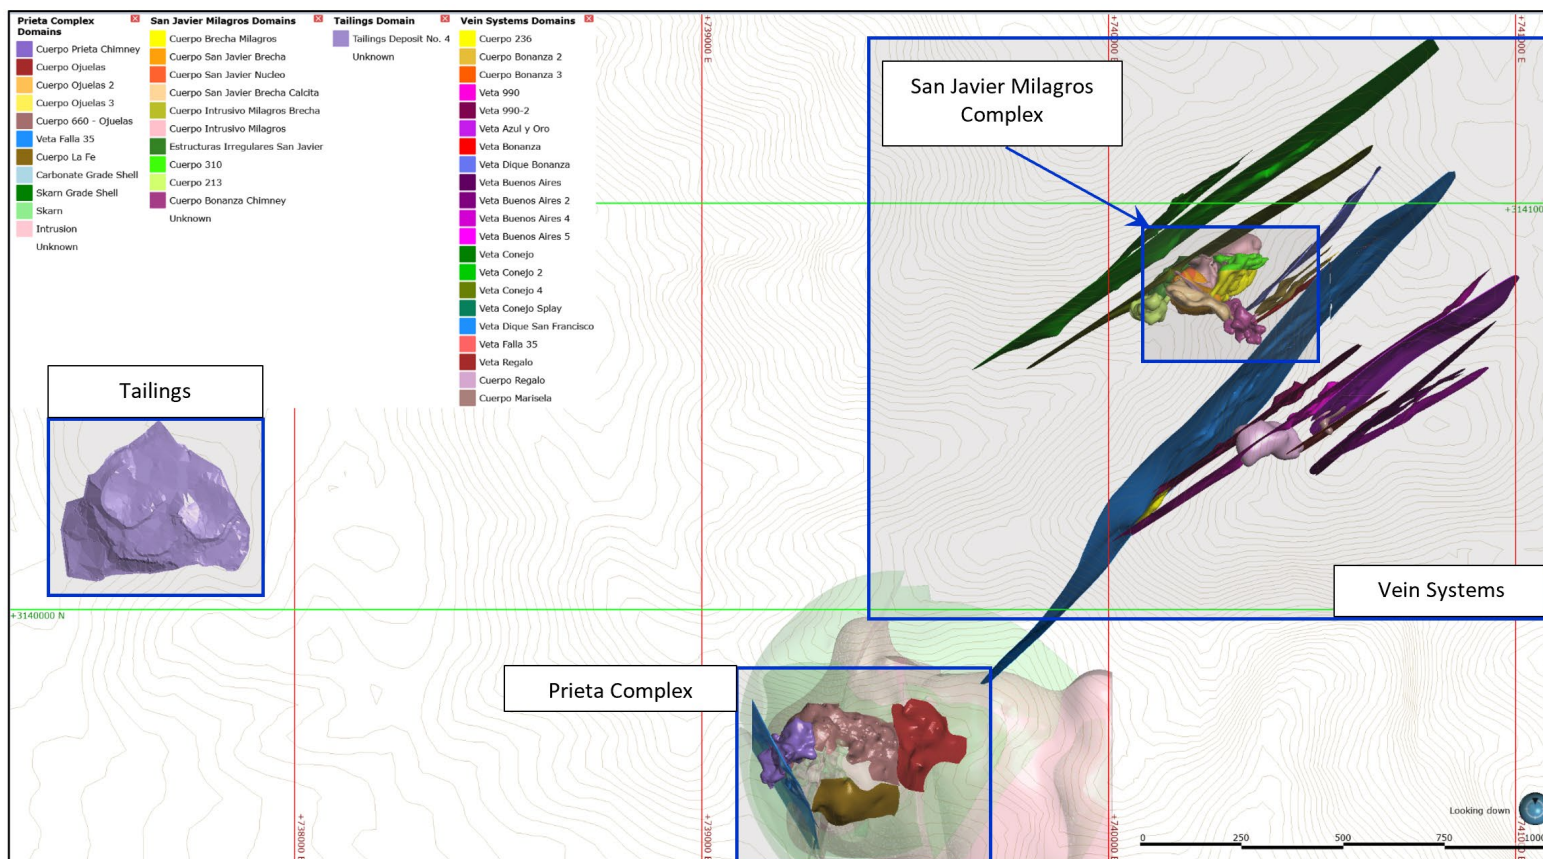 Prieta Complex
Domains
Cuerpo Prieta Chimney
Cuerpo Ojuelas
Cuerpo Ojuelas 2
Cuerpo Ojuelas 3
Cuerpo 660 - Ojuelas
Veta Falla 35
Cuerpo La Fe
Carbonate Grade Shell
Skarn Grade Shell
Skarn
Intrusion
Unknown
San Javier Milagros Domains
Cuerpo Brecha Milagros
Cuerpo San Javier Brecha
Cuerpo San Javier Nucleo
Cuerpo San Javier Brecha Calcita
Cuerpo Intrusivo Milagros Brecha
Cuerpo Intrusivo Milagros
Estructuras Irregulares San Javier
Cuerpo 310
Cuerpo 213
Cuerpo Bonanza Chimney
Unknown
Tailings Domain
Tailings Deposit No. 4
Unknown
Vein Systems Domains
Cuerpo 236
Cuerpo Bonanza 2
Cuerpo Bonanza 3
Veta 990
Veta 990-2
Veta Azul y Oro
Veta Bonanza
Veta Dique Bonanza
Veta Buenos Aires
Veta Buenos Aires 2
Veta Buenos Aires 4
Veta Buenos Aires 5
Veta Conejo
Veta Conejo 2
Veta Conejo 4
Veta Conejo Splay
Veta Dique San Francisco
Veta Falla 35
Veta Regalo
Cuerpo Regalo
Cuerpo Marisela
+739000 E
+740000 E
+741000 E
San Javier Milagros
Complex
+314100
Tailings
Vein Systems
+3140000 N
Prieta Complex
Looking down
+738000 E
+739000 E
+740000 E
+741000 E
0
250
500
750
1000